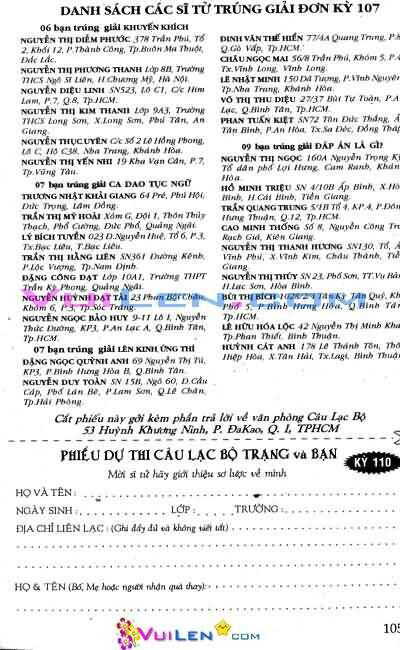 DANH SÁCH CÁC SĨ TỬ TRÚNG GIẢI ĐƠN KỲ 107
06 bạn trúng giải KHUYẾN KHÍCH
NGUYỄN THỊ DIỄM PHƯỚC 378 Trần Phú, Tổ
2, Khối 12, P.Thành Công, Tp.Buôn Ma Thuột,
Đắc Lắc.
NGUYỄN THỊ PHƯƠNG THANH Lớp 8B, Trường
THCS Ngô Sĩ Liên, H.Chương Mỹ, Hà Nội.
NGUYỄN DIỆU LINH SN523, Lô C1, C/c Him
Lam, P.7, Q.8, Tp.HCM.
NGUYỄN THỊ KIM THANH Lớp 9A3, Trường
THCS Long Sơn, X.Long Sơn, Phú Tân, An
Giang.
NGUYỄN THỤC UYÊN C/c Số 2 Lê Hồng Phong,
Lô C, Hộ C38, Nha Trang, Khánh Hòa.
NGUYỄN THỊ YẾN NHI 19 Kha Vạn Cân, P.7,
Tp.Vũng Tàu.
07 bạn trúng giải CA DAO TỤC NGỮ
TRƯƠNG NHẬT KHẢI GIANG 64 Pré, Phú Hội,
Đức Trọng, Lâm Đồng.
TRẦN THỊ MỸ HOÀI Xóm G, Đội 1, Thôn Thủy
Thạch, Phổ Cường, Đức Phổ, Quảng Ngãi.
LÝ BÍCH TUYỀN 023 Đ.Nguyễn Huệ, Tổ 6, P.3,
Tx.Bạc Liêu, T.Bạc Liêu.
TRẦN THỊ HẰNG LIÊN SN361 Đường Kênh,
P.Lộc Vượng, Tp.Nam Định.
ĐẶNG CÔNG ĐẠT Lớp 10A1, Trường THPT
Trần Kỳ Phong, Quảng Ngãi.
NGUYỄN HUỲNH PHÁT TÀI 23 Phan Bội Châu,
Khóm 6, P.3, Tp.Sóc Trăng.
NGUYỄN NGỌC BẢO HUY 9-11 Lô I, Nguyễn
Thức Đường, KP3, P.An Lạc A, Q.Bình Tân,
Tp.HCM.
07 bạn trúng giải LÊN KINH ỨNG THÍ
ĐẶNG NGỌC QUỲNH ANH 69 Nguyễn Thị Tú,
KP3, P.Bình Hưng Hòa B, Q.Bình Tân.
NGUYỄN DUY TOÀN SN 15B, Ngõ 60, Đ.Cầu
Cáp, Phố Lán Bè, P.Lam Sơn, Q.Lê Chân,
Tp.Hải Phòng.
ĐINH VĂN THẾ HIỂN 77/4A Quang Trung, P.
Q.Gò Vấp, Tp.HCM.
CHÂU NGỌC MAI 56/8 Trần Phú, Khóm 5, P.4
Tx.Vĩnh Long, Vĩnh Long.
LÊ NHẬT MINH 150 Dã Tượng, P.Vĩnh Nguyên
Tp.Nha Trang, Khánh Hòa.
VÕ THỊ THU DIỆU 27/37 Bùi Tự Toàn, P.A
Lạc, Q.Bình Tân, Tp.HCM.
PHAN TUẤN KIỆT SN72 Tôn Đức Thắng, Ấ
Tân Bình, P.An Hòa, Tx.Sa Đéc, Đồng Tháp
09 bạn trúng giải ĐÁP ÁN LÀ GÌ?
NGUYỄN THỊ NGỌC 160A Nguyễn Trọng Kỷ
Tổ dân phố Lợi Hưng, Cam Ranh, Khánh
Hòa.
HỒ MINH TRIỆU SN 4/10B Ấp Bình, X.Hòa
Bình, H.Cái Bình, Tiền Giang.
TRẦN QUANG TRUNG 5/1B Tổ 4, KP.4, P.Đông
Hưng Thuận, Q.12, Tp.HCM.
CAO MINH THÔNG Số 8, Nguyễn Công Tr
Rạch Giá, Kiên Giang.
NGUYỄN THỊ THANH HƯƠNG SN130, Tổ, Ấ
Vĩnh Phú, X.Vĩnh Kim, Châu Thành, Tiề
Giang.
NGUYỄN THỊ THÚY SN 23, Phố Sơn, TT.Vụ Bản
H.Lạc Sơn, Hòa Bình.
BÙI THỊ BÍCH 1028/29 Tân Kỳ Tân Quý, Kh
Phố 5, P.Bình Hưng Hòa, Q.Bình Tân
Tp.HCM.
LÊ HỮU HÓA LỘC 42 Nguyễn Thị Minh Khai
Tp.Phan Thiết, Bình Thuận.
HUỲNH CÁT ANH 178 Lê Thánh Tôn, Thô
Hiệp Hòa, X.Tân Hải, Tx.Lagi, Bình Thuận
VUILEN
Cắt phiếu này gởi kèm phần trả lời về văn phòng Câu Lạc Bộ
53 Huỳnh Khương Ninh, P. ĐaKao, Q. 1, TPHCM
PHIẾU DỰ THI CÂU LẠC BỘ TRẠNG và BẠN
KỲ 110
Mời sĩ tử hãy giới thiệu sơ lược về mình
HỌ VÀ TÊN :
NGÀY SINH : LỚP : TRƯỜNG :
ĐỊA CHỈ LIÊN LẠC : (Ghi đầy đủ và không viết tắt)
HỌ & TÊN (Bố, Mẹ hoặc người nhận quà thay):
105
VUILEN.COM